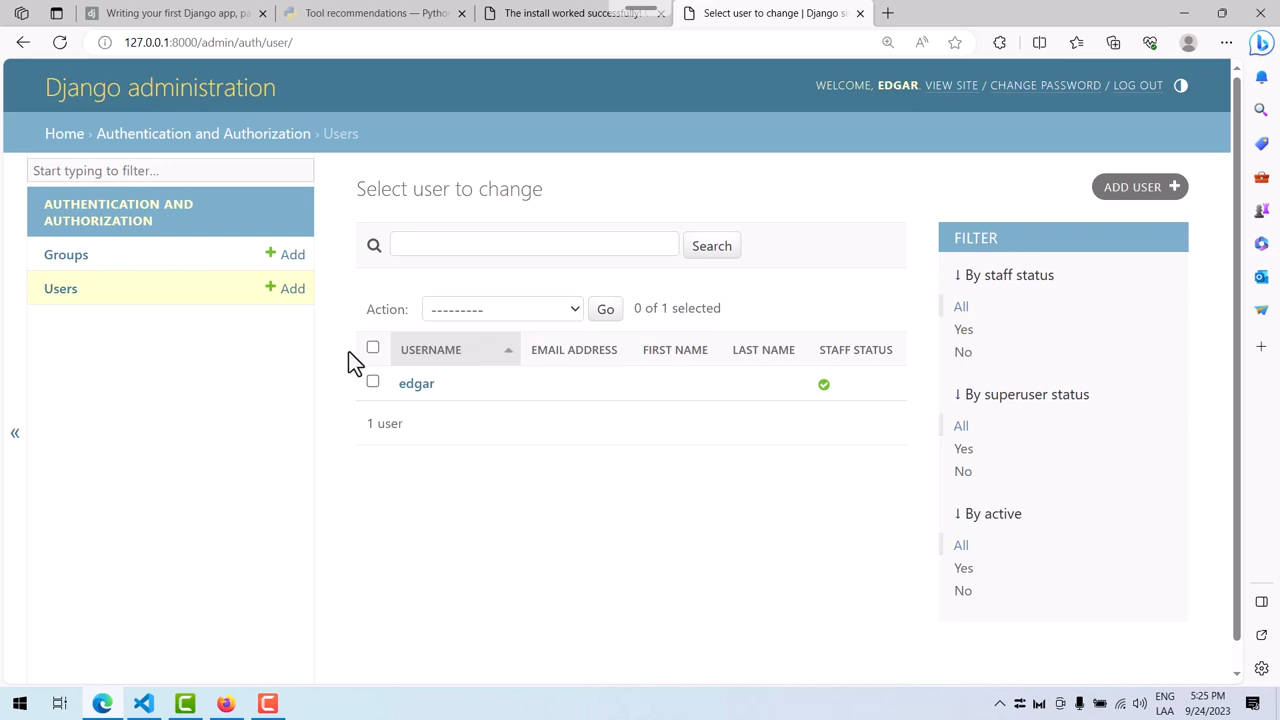 Writing your first Django app, pa
Tool recommendations — Pytho
The install worked successfully!
Select user to change | Django si
127.0.0.1:8000/admin/auth/user/
Django administration
WELCOME, EDGAR. VIEW SITE / CHANGE PASSWORD / LOG OUT
Home › Authentication and Authorization › Users
Start typing to filter...
AUTHENTICATION AND
AUTHORIZATION
Groups + Add
Users + Add
«
Select user to change
ADD USER +
Search
Action: --------- Go 0 of 1 selected
USERNAME EMAIL ADDRESS FIRST NAME LAST NAME STAFF STATUS
edgar
1 user
FILTER
↓ By staff status
All
Yes
No
↓ By superuser status
All
Yes
No
↓ By active
All
Yes
No
ENG
LAA
5:25 PM
9/24/2023